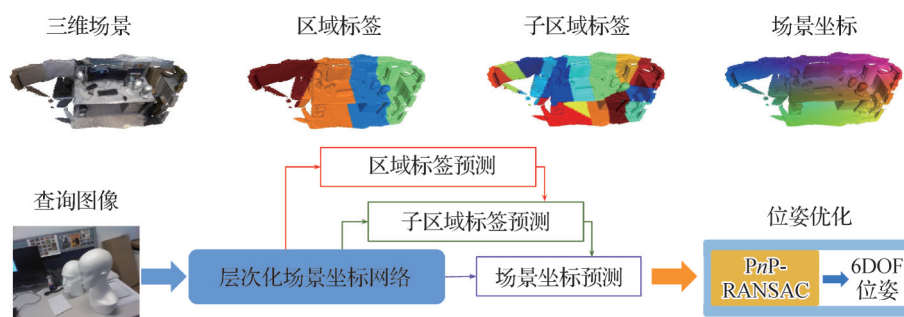 三维场景
区域标签
子区域标签
场景坐标
区域标签预测
查询图像
子区域标签预测
位姿优化
层次化场景坐标网络
场景坐标预测
PnP-
RANSAC
6DOF
位姿